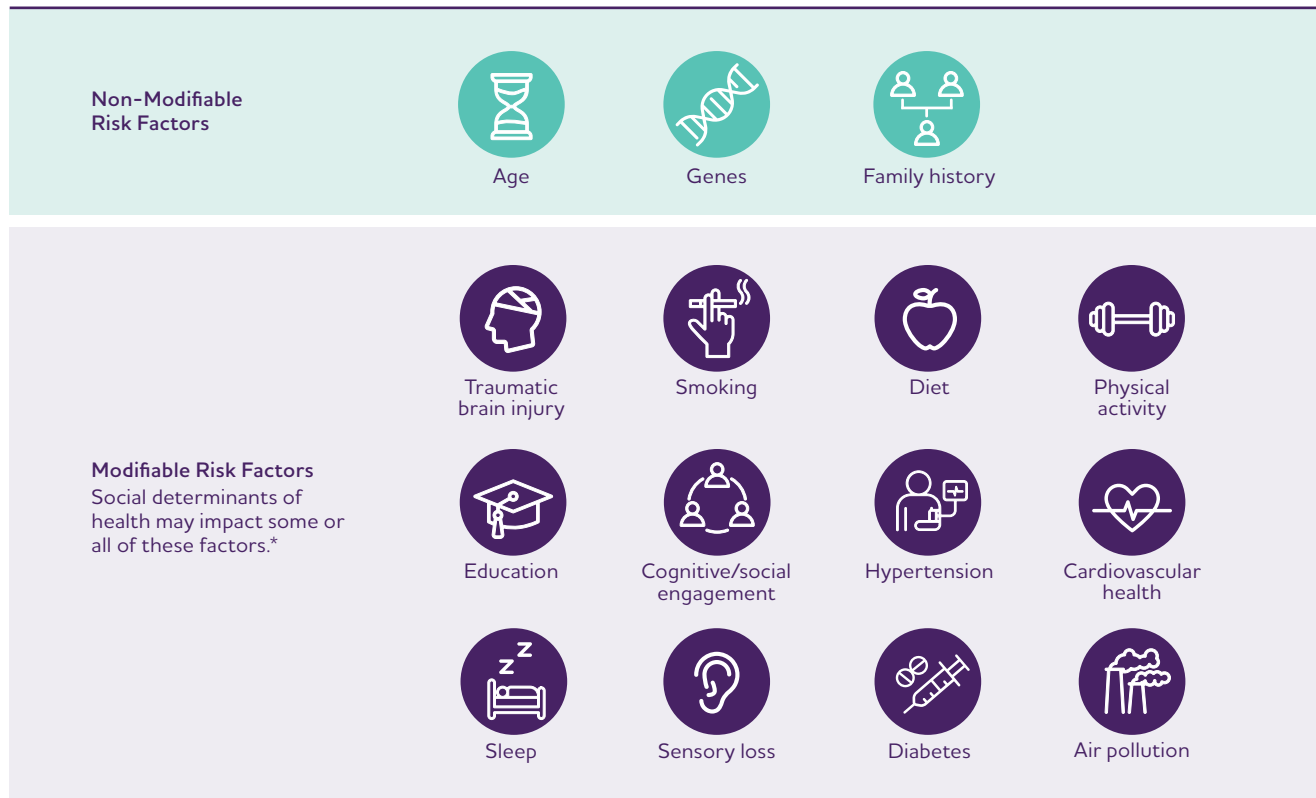 Non-Modifiable
Risk Factors
Age
Genes
Family history
Traumatic
brain injury
Smoking
Diet
Physical
activity
Modifiable Risk Factors
Social determinants of
health may impact some or
all of these factors.*
Education
Cognitive/social
engagement
Hypertension
Cardiovascular
health
Z
Z
Sleep
Sensory loss
Diabetes
Air pollution